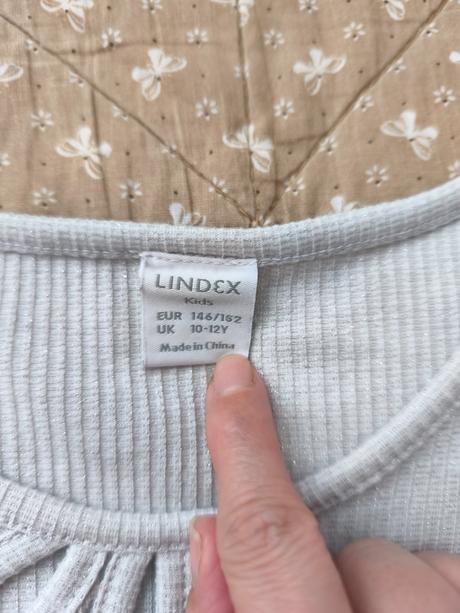 LINDEX
Kids
EUR 146/152
UK 10-12Y
Made in China